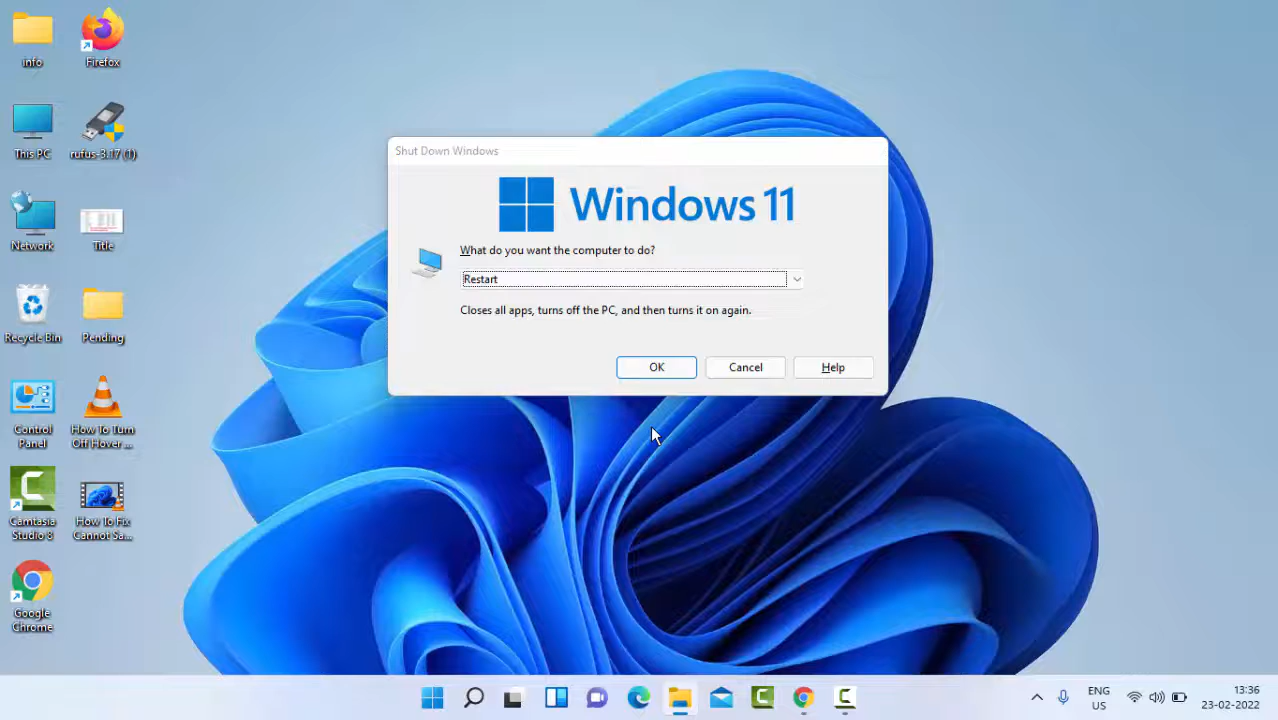 info
Firefox
This PC
rufus-3.17 (1)
Network
Title
Recycle Bin
Pending
Control
Panel
How To Turn
Off Hover ...
Camtasia
Studio 8
How To Fix
Cannot Sa...
Google
Chrome
Shut Down Windows
Windows 11
What do you want the computer to do?
Restart
Closes all apps, turns off the PC, and then turns it on again.
OK
Cancel
Help
ENG
US
13:36
23-02-2022